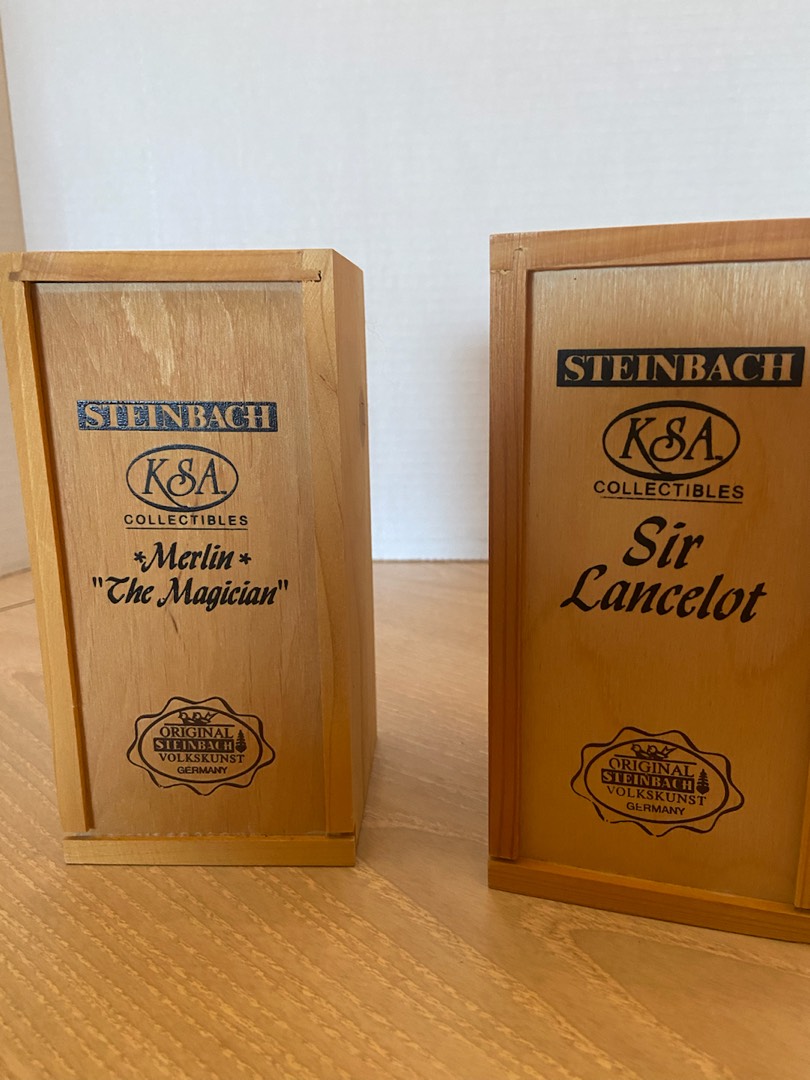 STEINBACH
KSA
COLLECTIBLES
*Merlin*
"The Magician"
ORIGINAL
STEINBACH
VOLKSKUNST
GERMANY
STEINBACH
KSA
COLLECTIBLES
Sir
Lancelot
ORIGINAL
STEINBACH
VOLKSKUNST
GERMANY